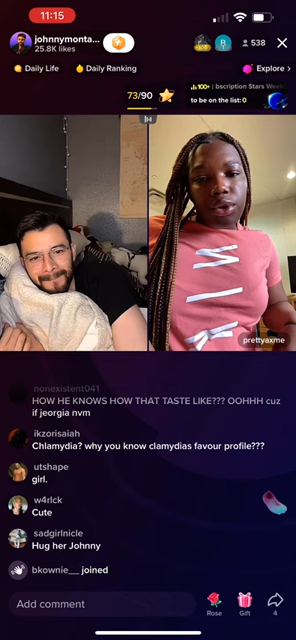 11:15
johnnymonta...
25.8K likes
538
Daily Life
Daily Ranking
Explore >
73/90
100+ bscription Stars Wee
to be on the list: 0
prettyaxme
nonexistent041
HOW HE KNOWS HOW THAT TASTE LIKE??? OOHHH cuz
if jeorgia nvm
ikzorisaiah
Chlamydia? why you know clamydias favour profile???
utshape
girl.
w4rlck
Cute
sadgirlnicle
Hug her Johnny
bkownie__ joined
Add comment
Rose
Gift
4